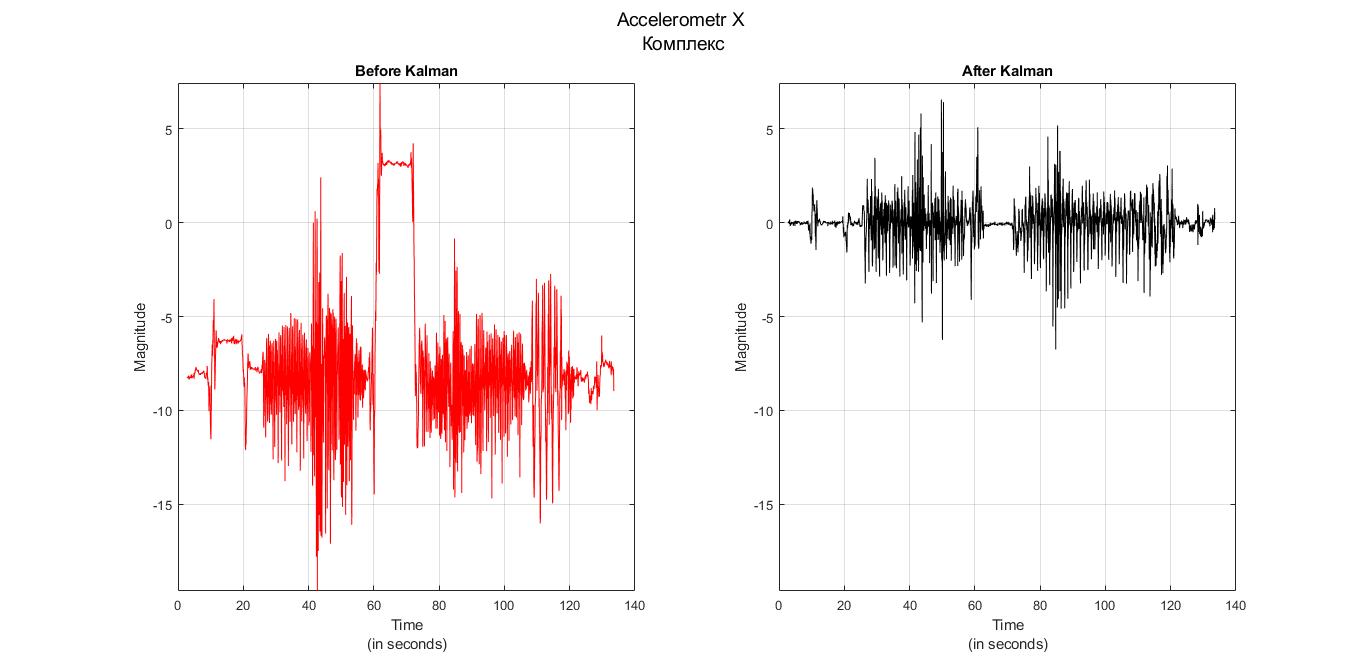 Accelerometr X
Комплекс
Before Kalman
After Kalman
5
0
-5
-10
-15
Magnitude
0
20
40
60
80
100
120
140
Time
(in seconds)
5
0
-5
-10
-15
Magnitude
0
20
40
60
80
100
120
140
Time
(in seconds)